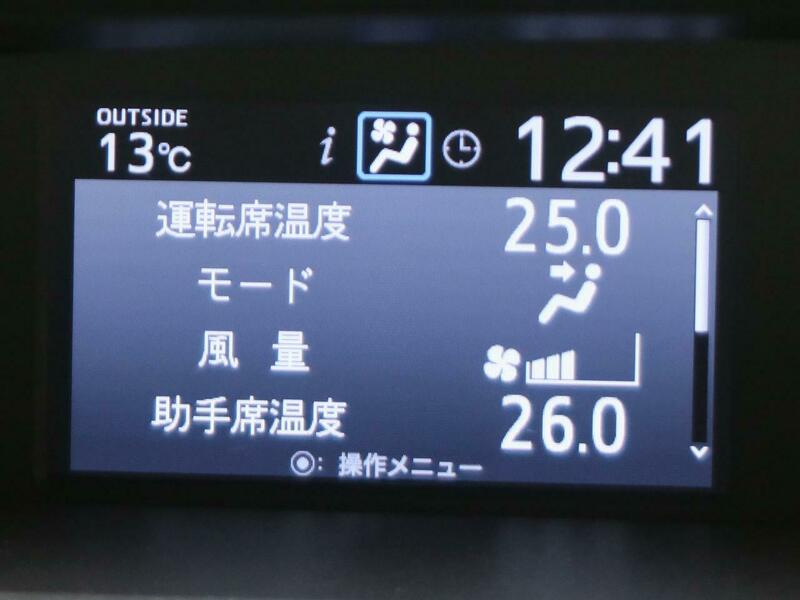 OUTSIDE
13℃ i 12:41
運転席温度 25.0
モード
風 量
助手席温度 26.0
◉: 操作メニュー